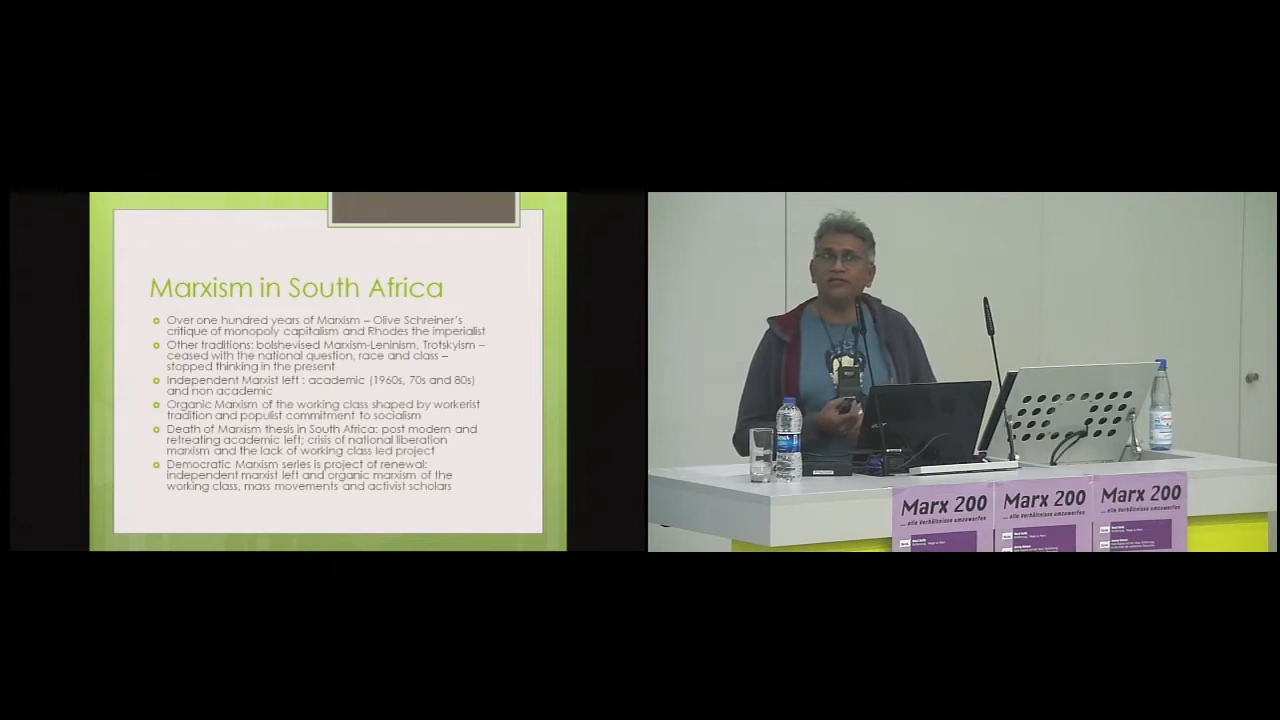 Marxism in South Africa
Over one hundred years of Marxism – Olive Schreiner's
critique of monopoly capitalism and Rhodes the imperialist
Other traditions: bolshevised Marxism-Leninism, Trotskyism –
ceased with the national question, race and class –
stopped thinking in the present
Independent Marxist left : academic (1960s, 70s and 80s)
and non academic
Organic Marxism of the working class shaped by workerist
tradition and populist commitment to socialism
Death of Marxism thesis in South Africa: post modern and
retreating academic left; crisis of national liberation
marxism and the lack of working class led project
Democratic Marxism series is project of renewal:
independent marxist left and organic marxism of the
working class, mass movements and activist scholars
Marx 200
... alle Verhältnisse umzuwerfen
Marx 200
... alle Verhältnisse umzuwerfen
Marx 200
... alle Verhältnisse umzuwerfen